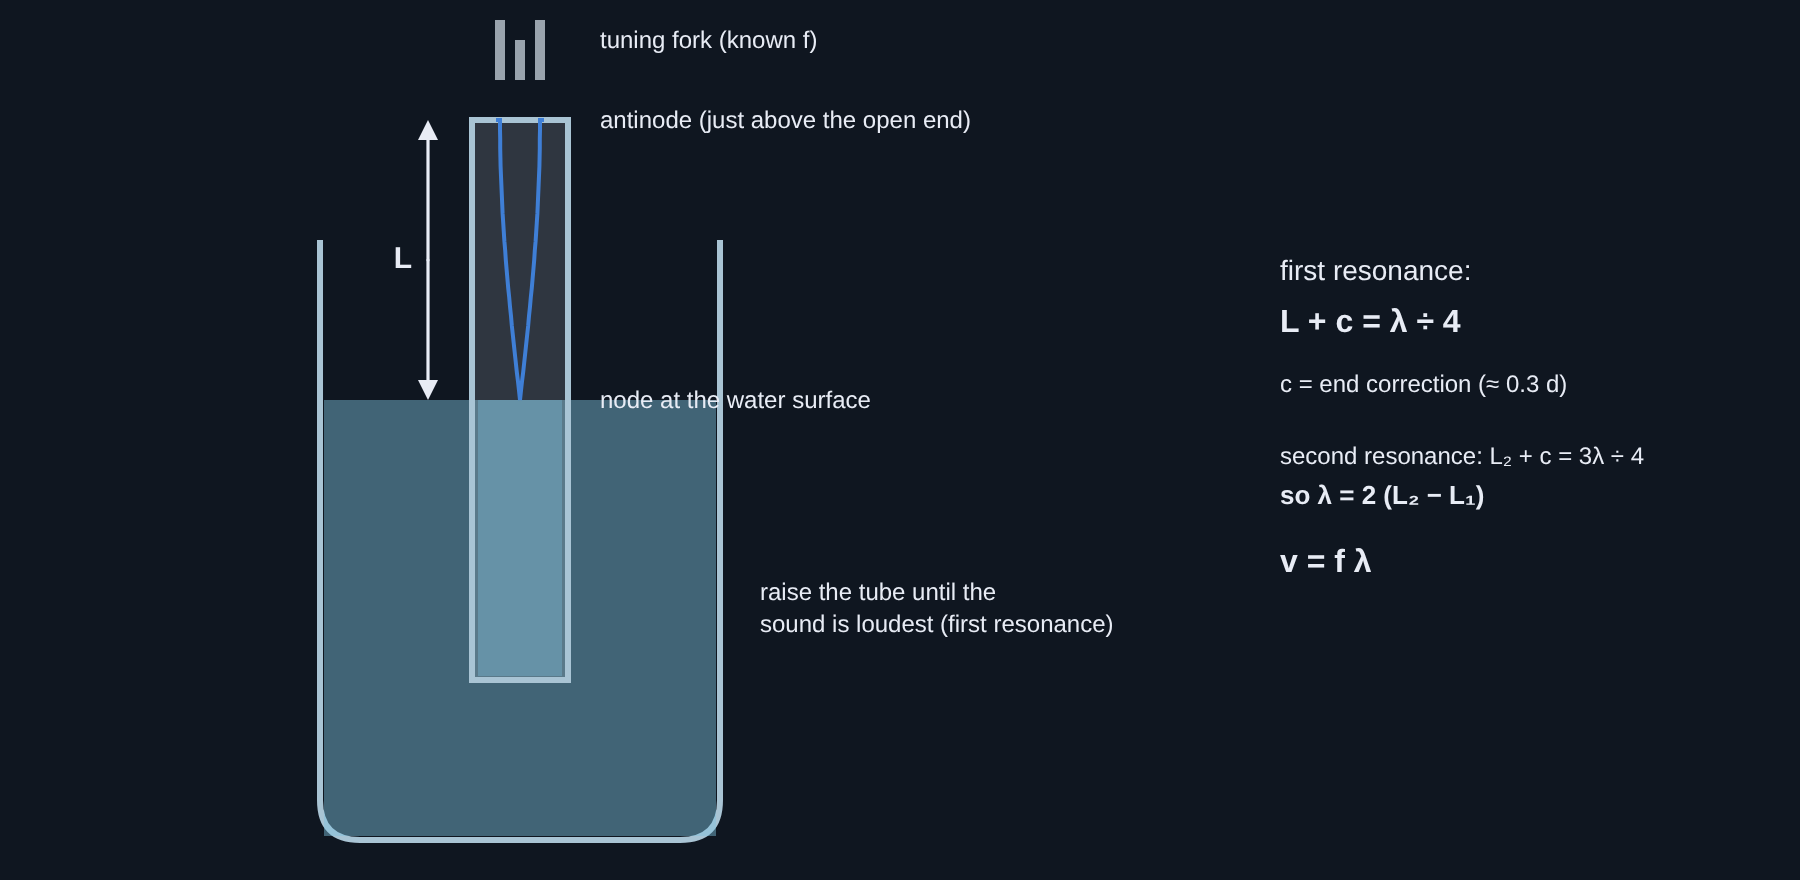 tuning fork (known f)
antinode (just above the open end)
L
node at the water surface
raise the tube until the
sound is loudest (first resonance)
first resonance:
L + c = λ ÷ 4
c = end correction (≈ 0.3 d)
second resonance: L₂ + c = 3λ ÷ 4
so λ = 2 (L₂ − L₁)
v = f λ